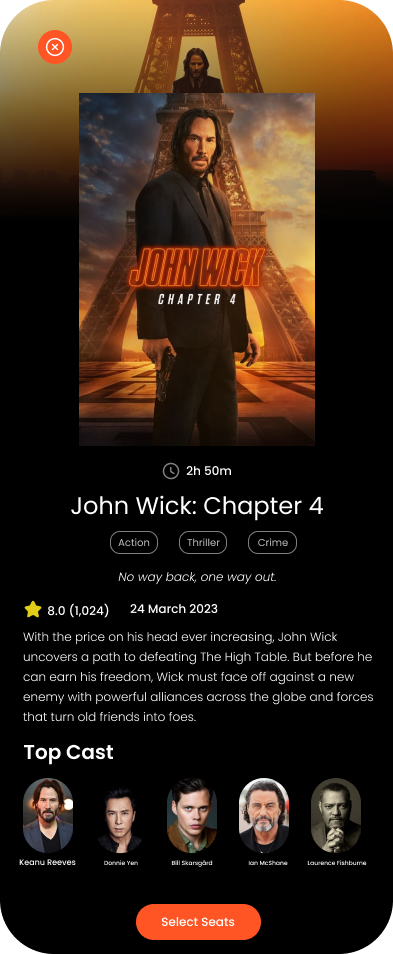 JOHN WICK
CHAPTER 4
2h 50m
John Wick: Chapter 4
Action Thriller Crime
No way back, one way out.
8.0 (1,024) 24 March 2023
With the price on his head ever increasing, John Wick
uncovers a path to defeating The High Table. But before he
can earn his freedom, Wick must face off against a new
enemy with powerful alliances across the globe and forces
that turn old friends into foes.
Top Cast
Keanu Reeves Donnie Yen Bill Skarsgård Ian McShane Laurence Fishburne
Select Seats